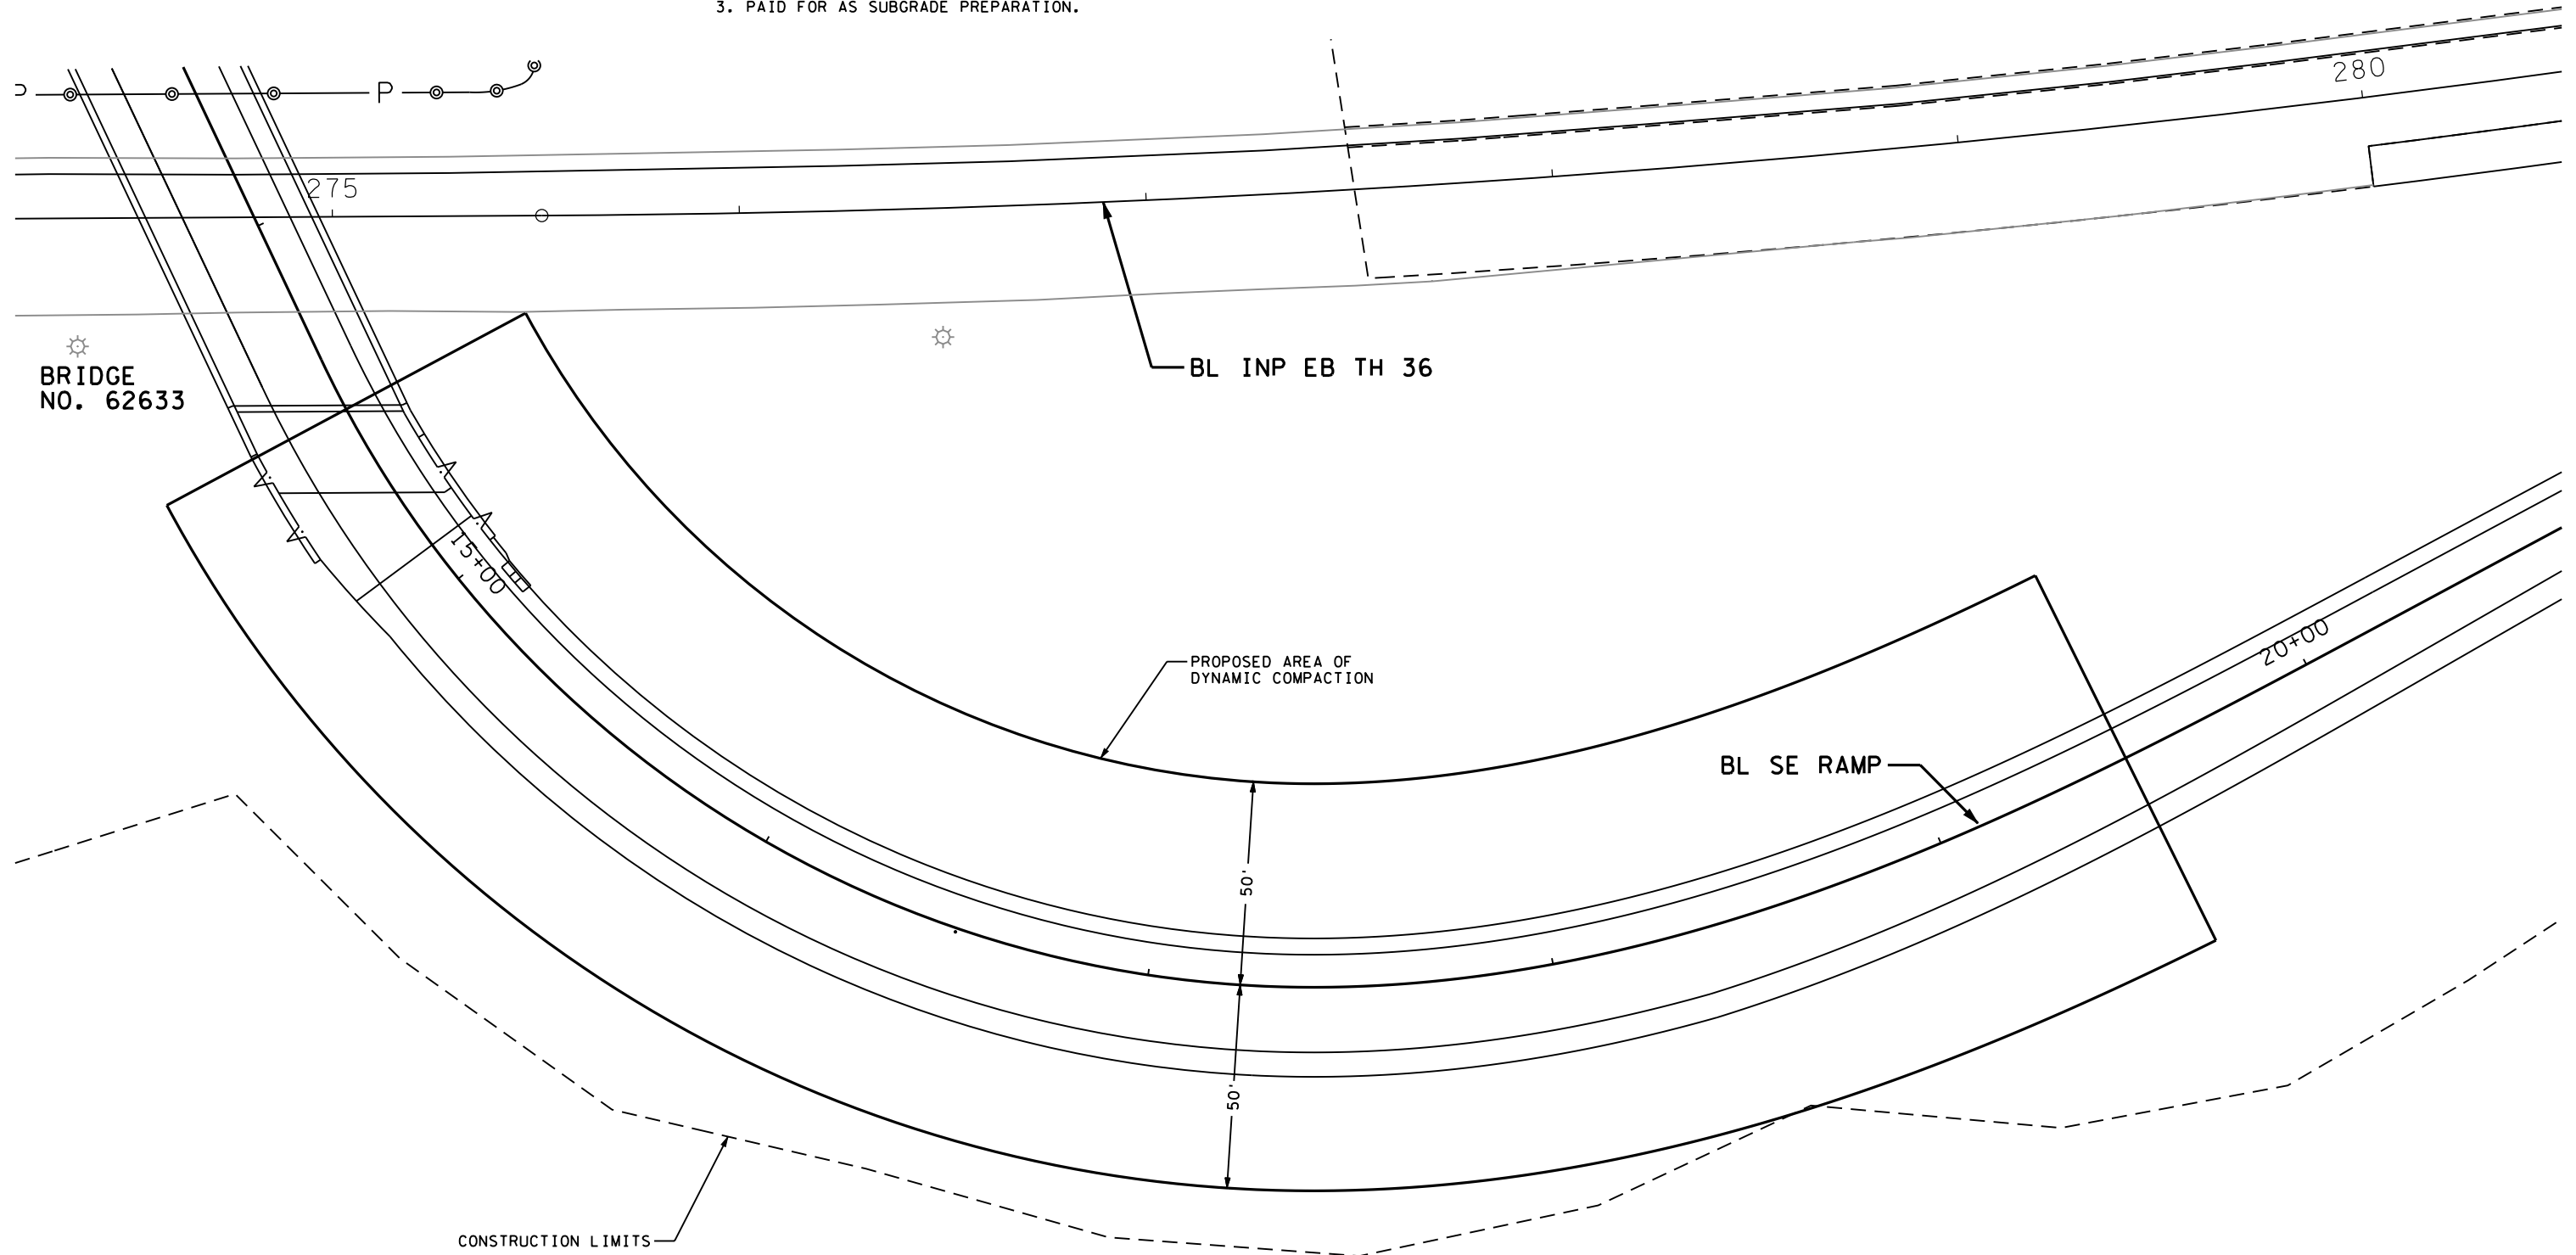 3. PAID FOR AS SUBGRADE PREPARATION.
P
P
280
275
BL INP EB TH 36
BRIDGE
NO. 62633
15+00
20+00
PROPOSED AREA OF
DYNAMIC COMPACTION
BL SE RAMP
50'
50'
CONSTRUCTION LIMITS